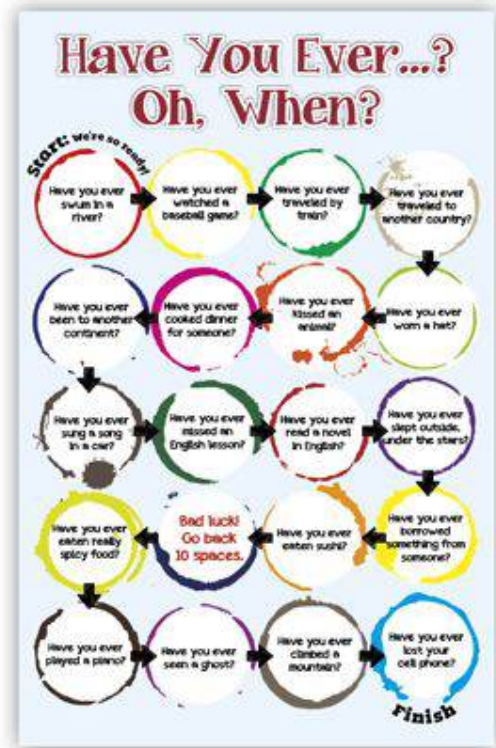 Have You Ever...?
Oh, When?
Start: We're so ready!
Have you ever
swum in a
river?
Have you ever
watched a
baseball game?
Have you ever
traveled by
train?
Have you ever
traveled to
another country?
Have you ever
worn a hat?
Have you ever
kissed an
animal?
Have you ever
cooked dinner
for someone?
Have you ever
been to another
continent?
Have you ever
sung a song
in a car?
Have you ever
missed an
English lesson?
Have you ever
read a novel
in English?
Have you ever
slept outside,
under the stars?
Have you ever
borrowed
something from
someone?
Have you ever
eaten sushi?
Bad luck!
Go back
10 spaces.
Have you ever
eaten really
spicy food?
Have you ever
played a piano?
Have you ever
seen a ghost?
Have you ever
climbed a
mountain?
Have you ever
lost your
cell phone?
Finish